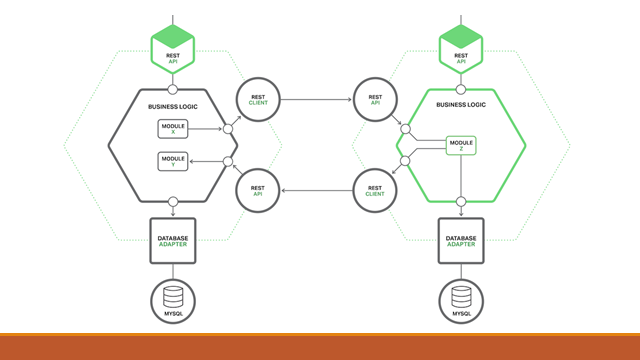 REST
API
REST
API
BUSINESS LOGIC
REST
CLIENT
REST
API
BUSINESS LOGIC
MODULE
X
MODULE
Y
MODULE
Z
REST
API
REST
CLIENT
DATABASE
ADAPTER
DATABASE
ADAPTER
MYSQL
MYSQL